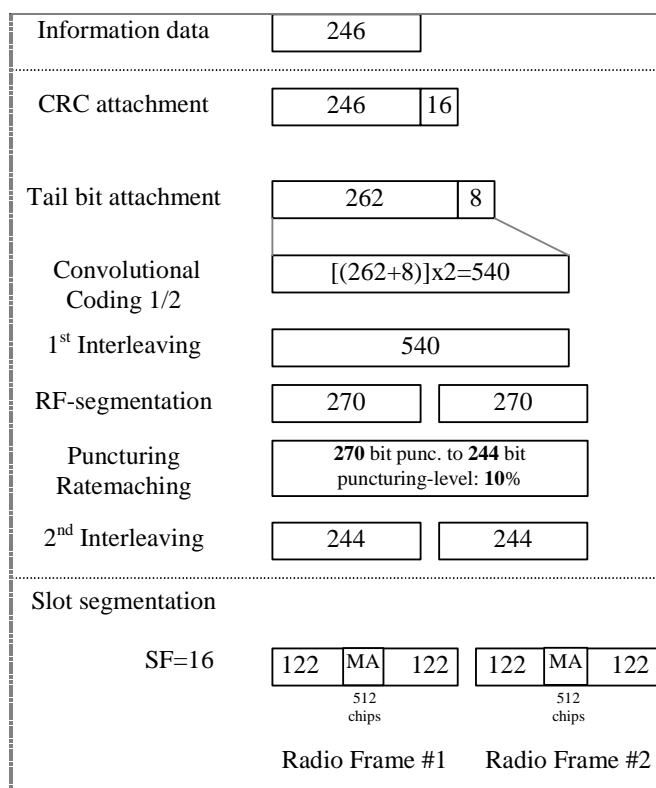 Information data 246
CRC attachment 246 16
Tail bit attachment 262 8
Convolutional
Coding 1/2
[(262+8)]x2=540
1st Interleaving 540
RF-segmentation 270 270
Puncturing
Ratemaching
270 bit punc. to 244 bit
puncturing-level: 10%
2nd Interleaving 244 244
Slot segmentation
SF=16 122 MA 122 122 MA 122
512 512
chips chips
Radio Frame #1 Radio Frame #2